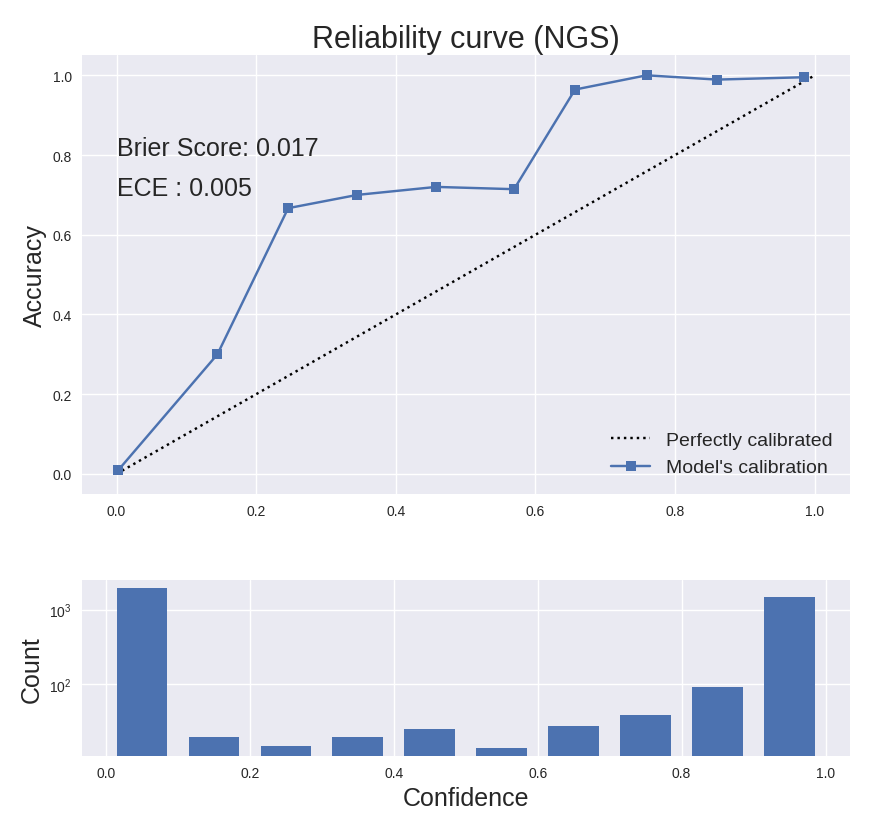 Reliability curve (NGS)
1.0
0.8
0.6
0.4
0.2
0.0
Accuracy
Brier Score: 0.017
ECE : 0.005
Perfectly calibrated
Model's calibration
0.0 0.2 0.4 0.6 0.8 1.0
10³
10²
Count
0.0 0.2 0.4 0.6 0.8 1.0
Confidence